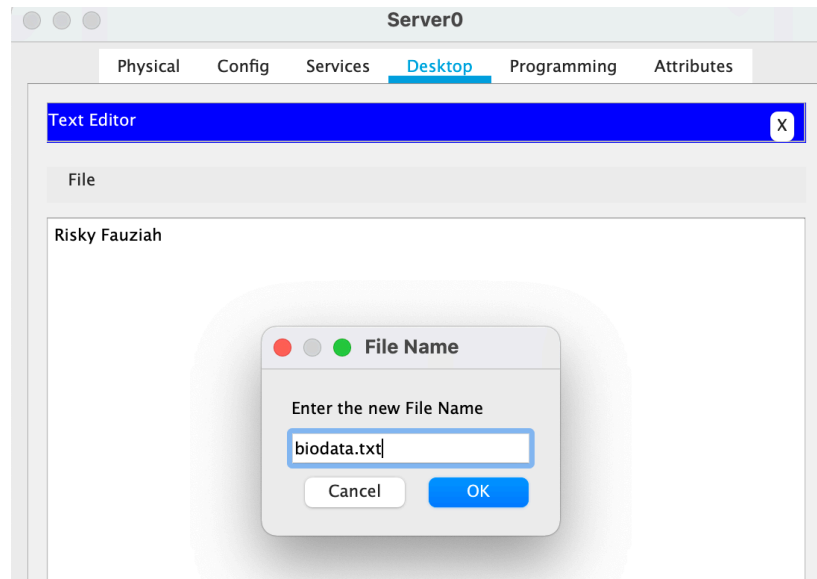 Server0
Physical Config Services Desktop Programming Attributes
Text Editor X
File
Risky Fauziah
File Name
Enter the new File Name
biodata.txt
Cancel OK